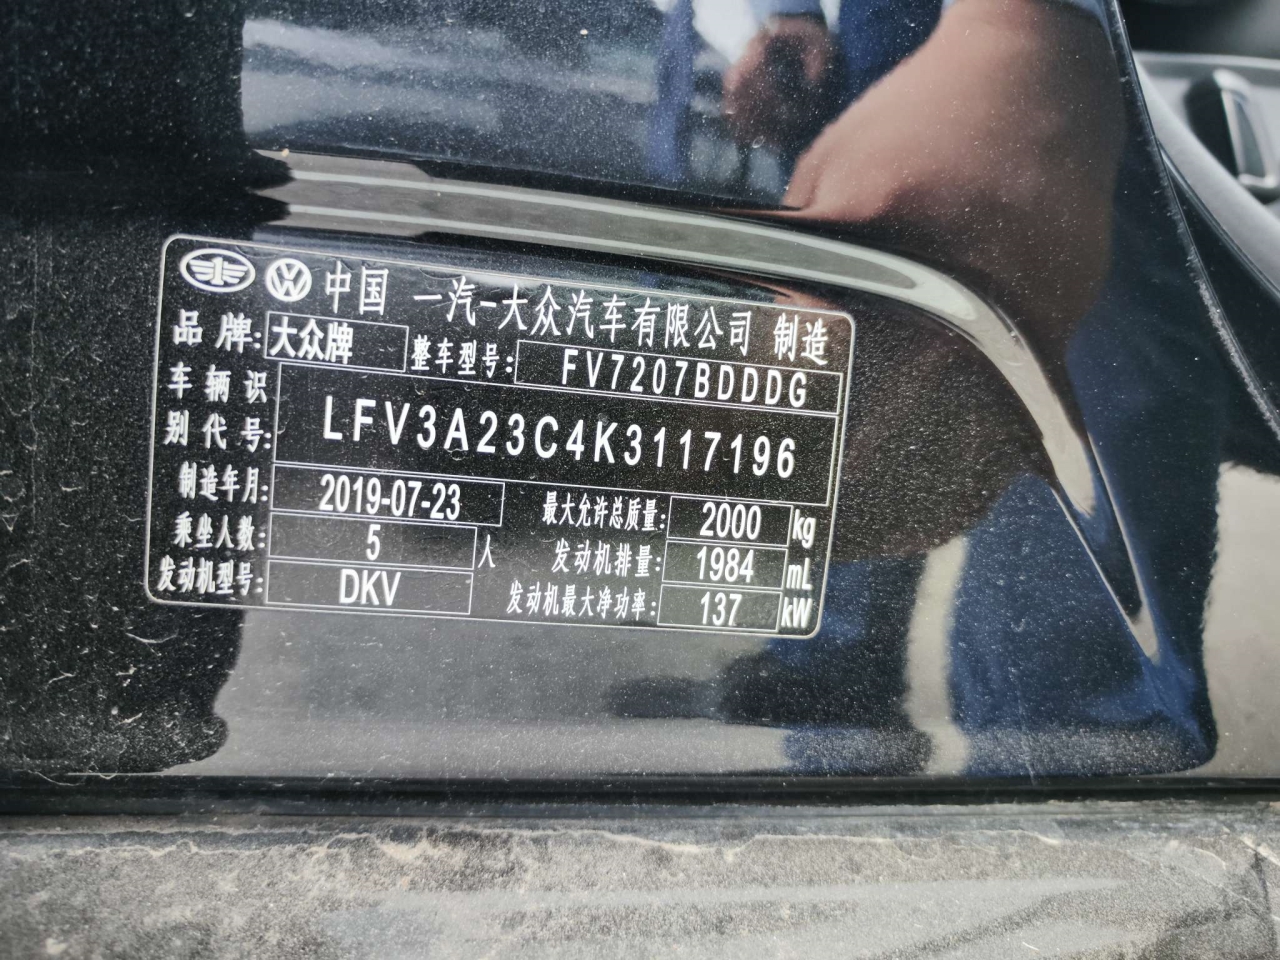 中国 一汽-大众汽车有限公司 制造
品牌: 大众牌 整车型号: FV7207BDDDG
车辆识别代号: LFV3A23C4K3117196
制造年月: 2019-07-23 最大允许总质量: 2000 kg
乘坐人数: 5 人 发动机排量: 1984 mL
发动机型号: DKV 发动机最大净功率: 137 kW